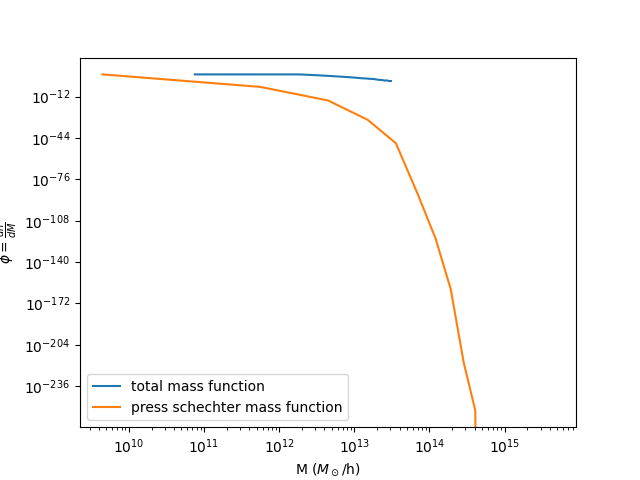 10^{-12}
10^{-44}
10^{-76}
10^{-108}
10^{-140}
10^{-172}
10^{-204}
10^{-236}
ϕ = \frac{dn}{dM}
total mass function
press schechter mass function
10^{10} 10^{11} 10^{12} 10^{13} 10^{14} 10^{15}
M (M_⊙/h)